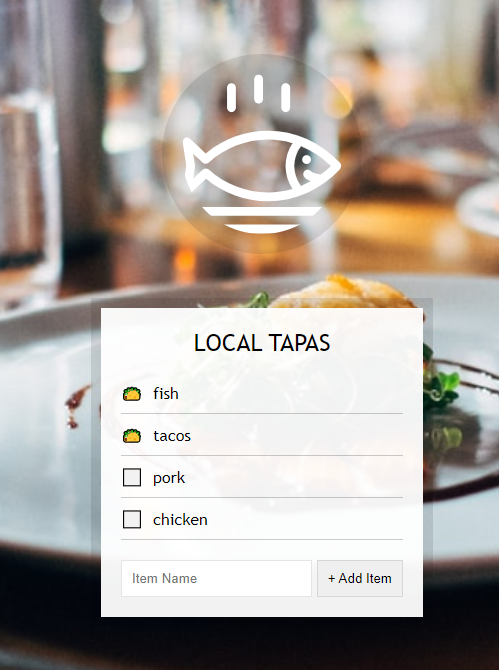 LOCAL TAPAS
fish
tacos
pork
chicken
Item Name
+ Add Item